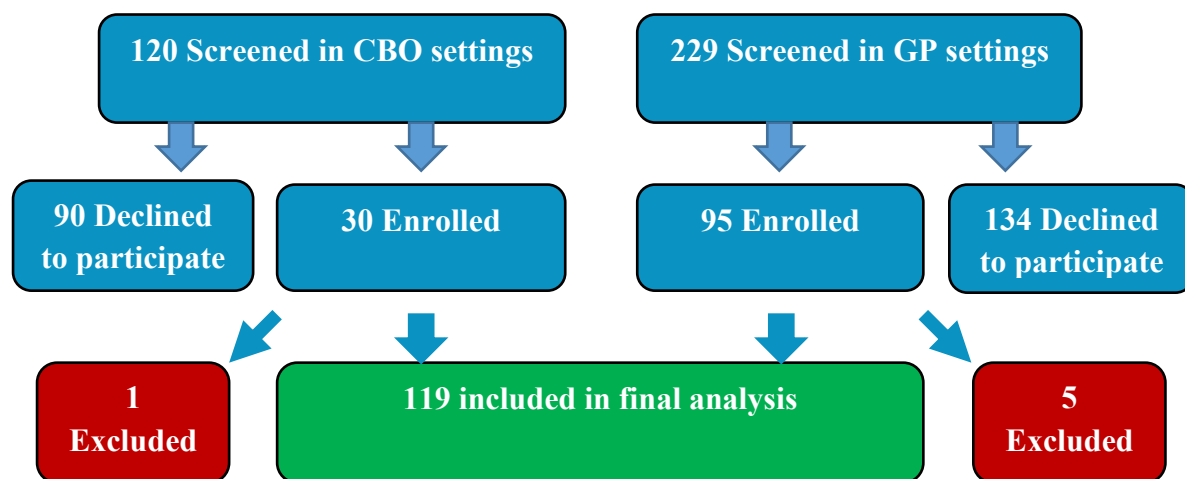 120 Screened in CBO settings
229 Screened in GP settings
90 Declined
to participate
30 Enrolled
95 Enrolled
134 Declined
to participate
1
Excluded
119 included in final analysis
5
Excluded